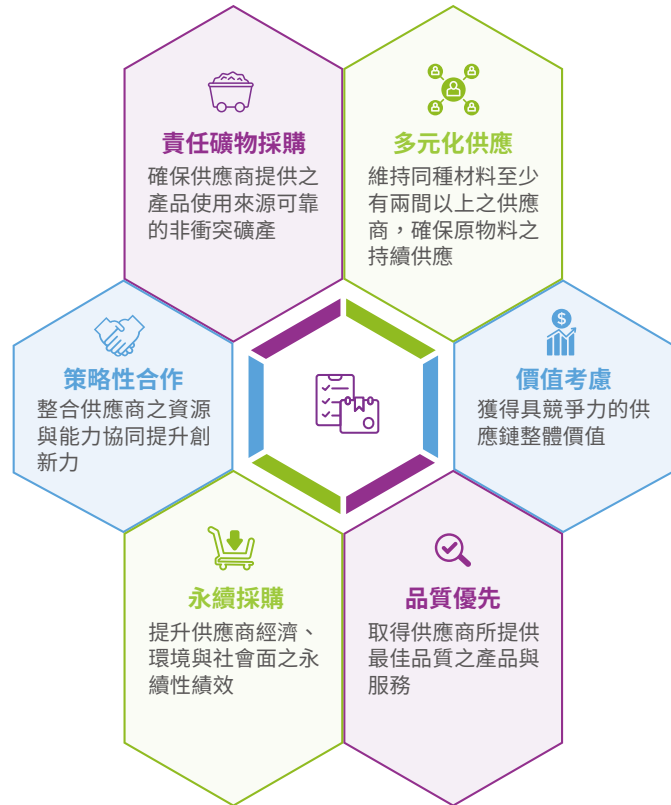 責任礦物採購
確保供應商提供之
產品使用來源可靠
的非衝突礦產
多元化供應
維持同種材料至少
有兩間以上之供應
商，確保原物料之
持續供應
策略性合作
整合供應商之資源
與能力協同提升創
新力
$
價值考慮
獲得具競爭力的供
應鏈整體價值
永續採購
提升供應商經濟、
環境與社會面之永
續性績效
品質優先
取得供應商所提供
最佳品質之產品與
服務